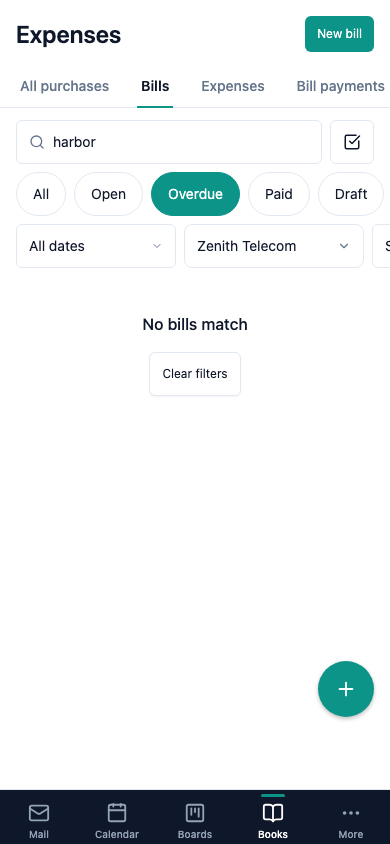 Expenses
New bill
All purchases Bills Expenses Bill payments
harbor
All Open Overdue Paid Draft
All dates Zenith Telecom
No bills match
Clear filters
Mail Calendar Boards Books More